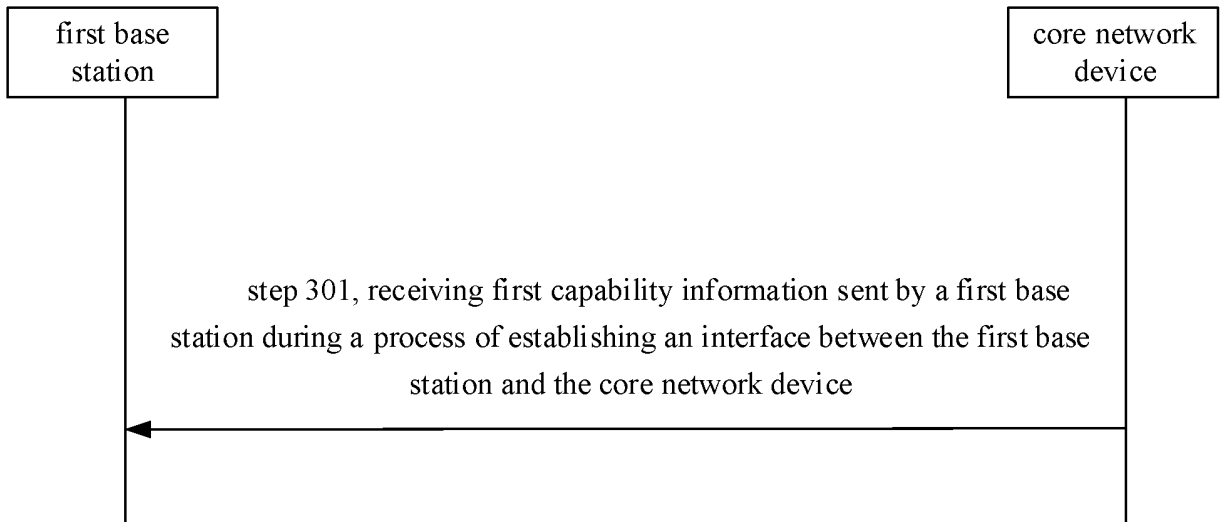 first base
station
core network
device
step 301, receiving first capability information sent by a first base
station during a process of establishing an interface between the first base
station and the core network device